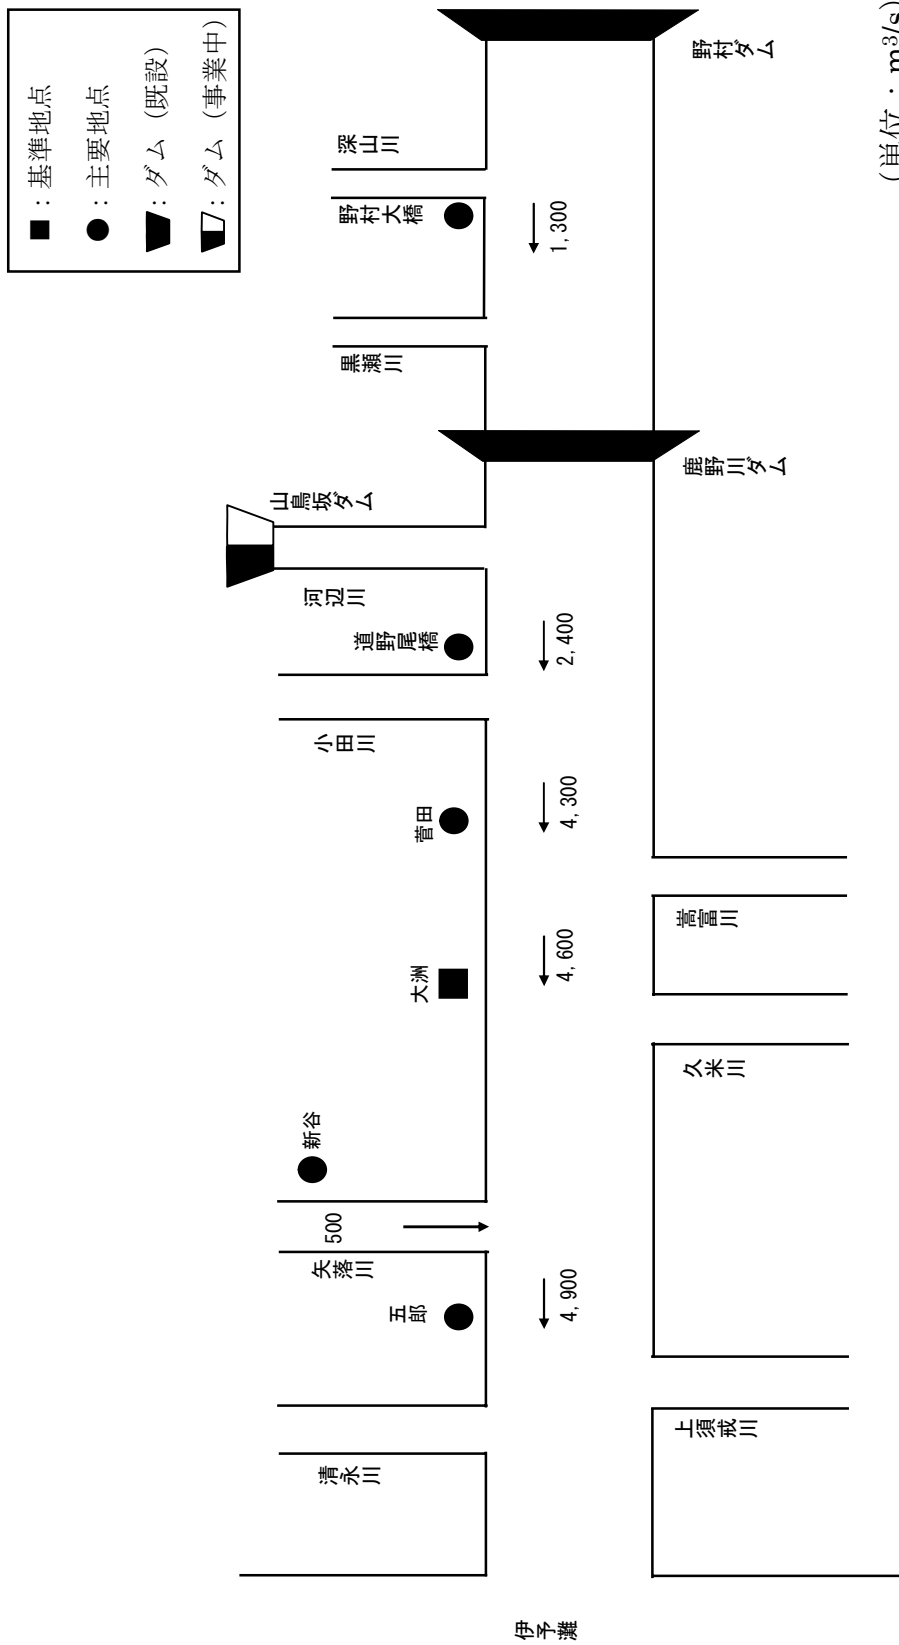 ■：基準地点
●：主要地点
：ダム（既設）
：ダム（事業中）
（単位：m³/s）
伊予灘
清永川
五郎
矢落川
500
新谷
大洲
菅田
小田川
道野尾橋
河辺川
山鳥坂ダム
黒瀬川
野村大橋
深山川
4,900
4,600
4,300
2,400
1,300
上須戒川
久米川
嵩富川
鹿野川ダム
野村ダム